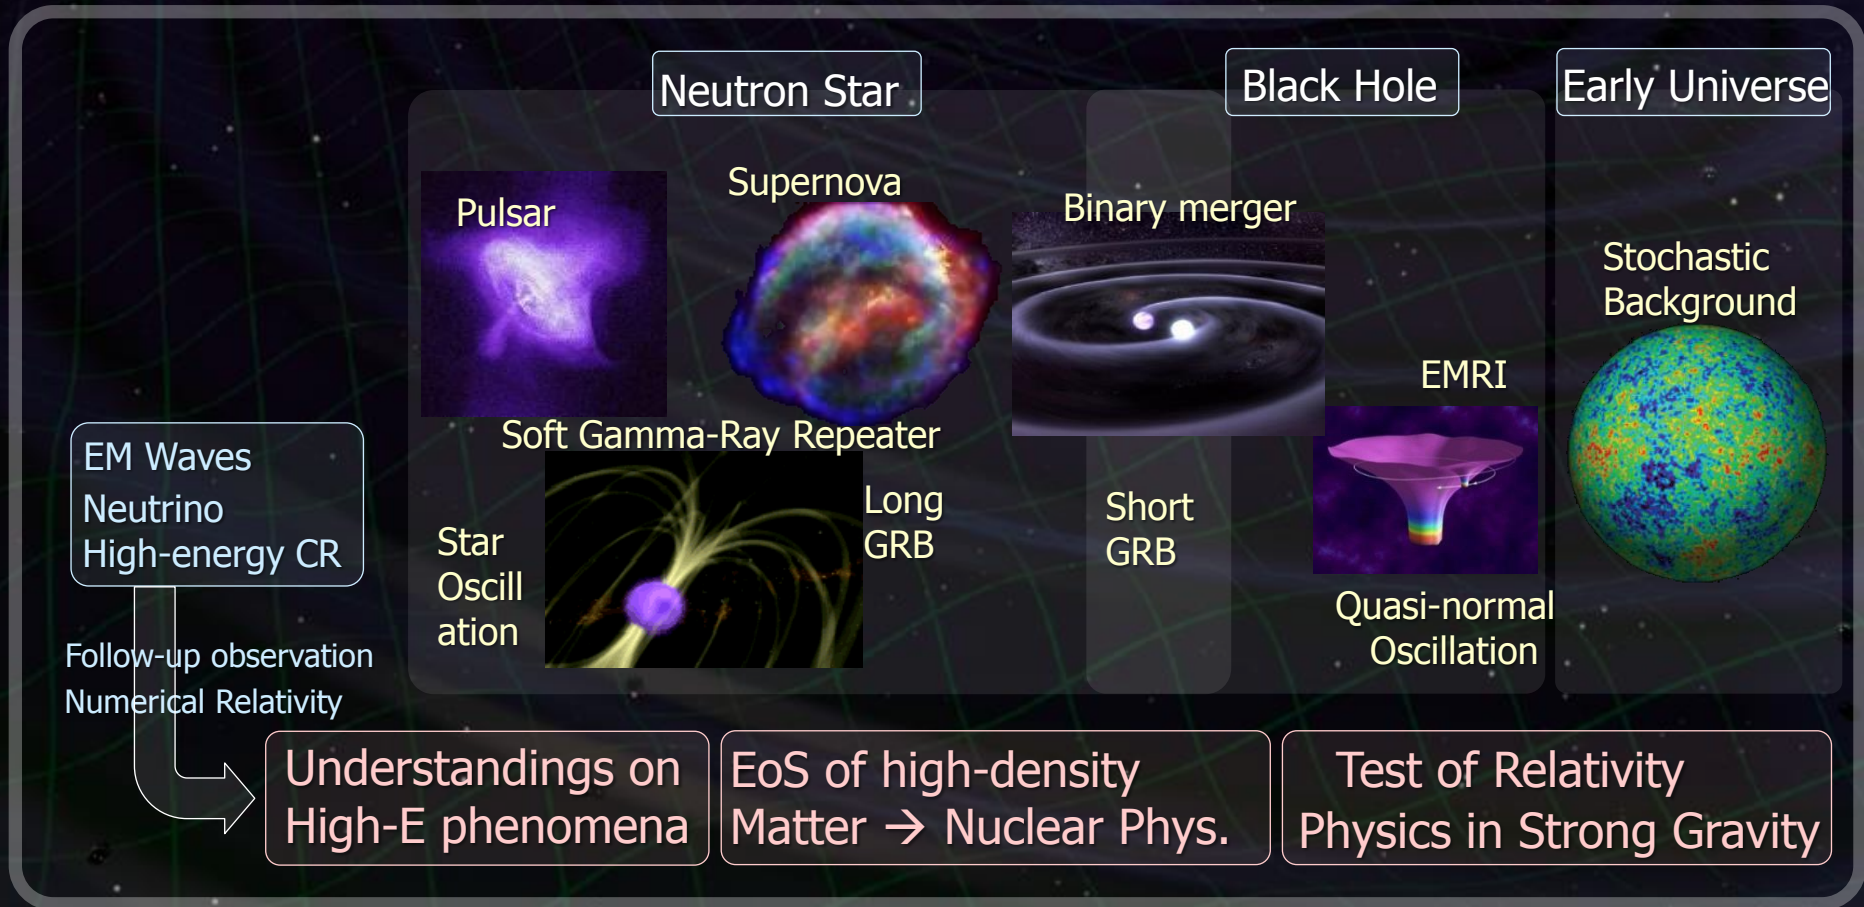 Neutron Star
Black Hole
Early Universe
Pulsar
Supernova
Binary merger
Stochastic
Background
EMRI
Soft Gamma-Ray Repeater
EM Waves
Neutrino
High-energy CR
Star
Oscill
ation
Long
GRB
Short
GRB
Quasi-normal
Oscillation
Follow-up observation
Numerical Relativity
Understandings on
High-E phenomena
EoS of high-density
Matter → Nuclear Phys.
Test of Relativity
Physics in Strong Gravity